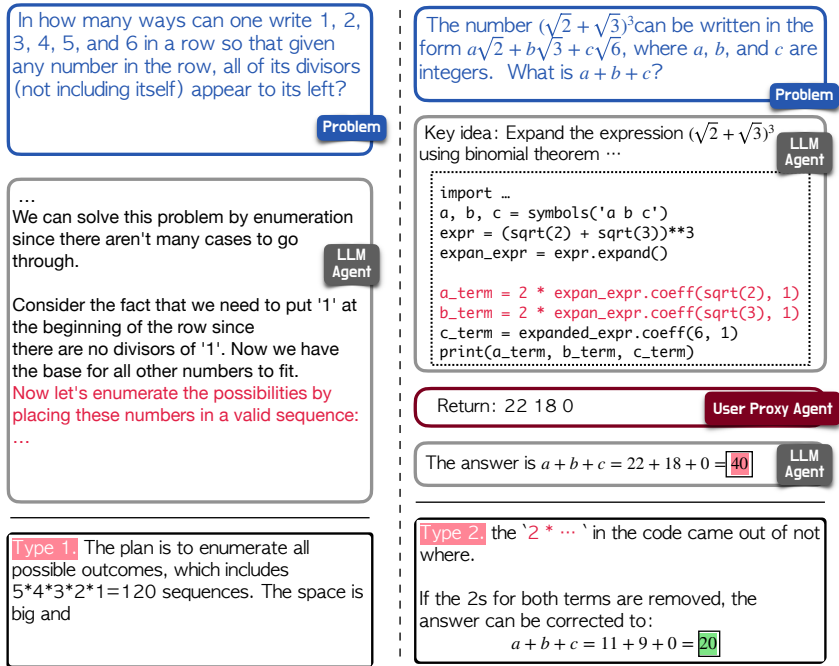 In how many ways can one write 1, 2,
3, 4, 5, and 6 in a row so that given
any number in the row, all of its divisors
(not including itself) appear to its left?
Problem
...
We can solve this problem by enumeration
since there aren't many cases to go
through.
LLM
Agent
Consider the fact that we need to put '1' at
the beginning of the row since
there are no divisors of '1'. Now we have
the base for all other numbers to fit.
Now let's enumerate the possibilities by
placing these numbers in a valid sequence:
...
Type 1. The plan is to enumerate all
possible outcomes, which includes
5*4*3*2*1=120 sequences. The space is
big and
The number (√2 + √3)³can be written in the
form a√2 + b√3 + c√6, where a, b, and c are
integers. What is a + b + c?
Problem
Key idea: Expand the expression (√2 + √3)³
using binomial theorem ⋯
LLM
Agent
import …
a, b, c = symbols('a b c')
expr = (sqrt(2) + sqrt(3))**3
expan_expr = expr.expand()
a_term = 2 * expan_expr.coeff(sqrt(2), 1)
b_term = 2 * expan_expr.coeff(sqrt(3), 1)
c_term = expanded_expr.coeff(6, 1)
print(a_term, b_term, c_term)
Return: 22 18 0
User Proxy Agent
The answer is a + b + c = 22 + 18 + 0 = 40
LLM
Agent
Type 2. the `2 * ⋯ ` in the code came out of not
where.
If the 2s for both terms are removed, the
answer can be corrected to:
a + b + c = 11 + 9 + 0 = 20